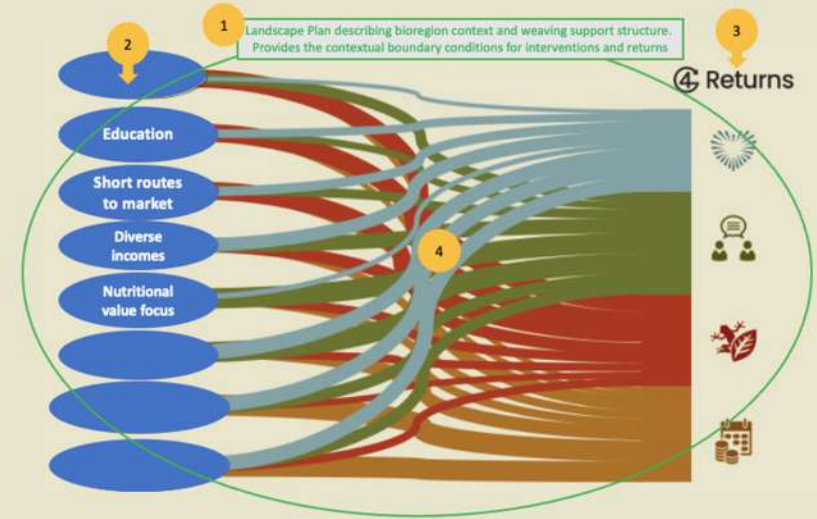 1
Landscape Plan describing bioregion context and weaving support structure.
Provides the contextual boundary conditions for interventions and returns
2
3
4 Returns
Education
Short routes
to market
Diverse
incomes
Nutritional
value focus
4